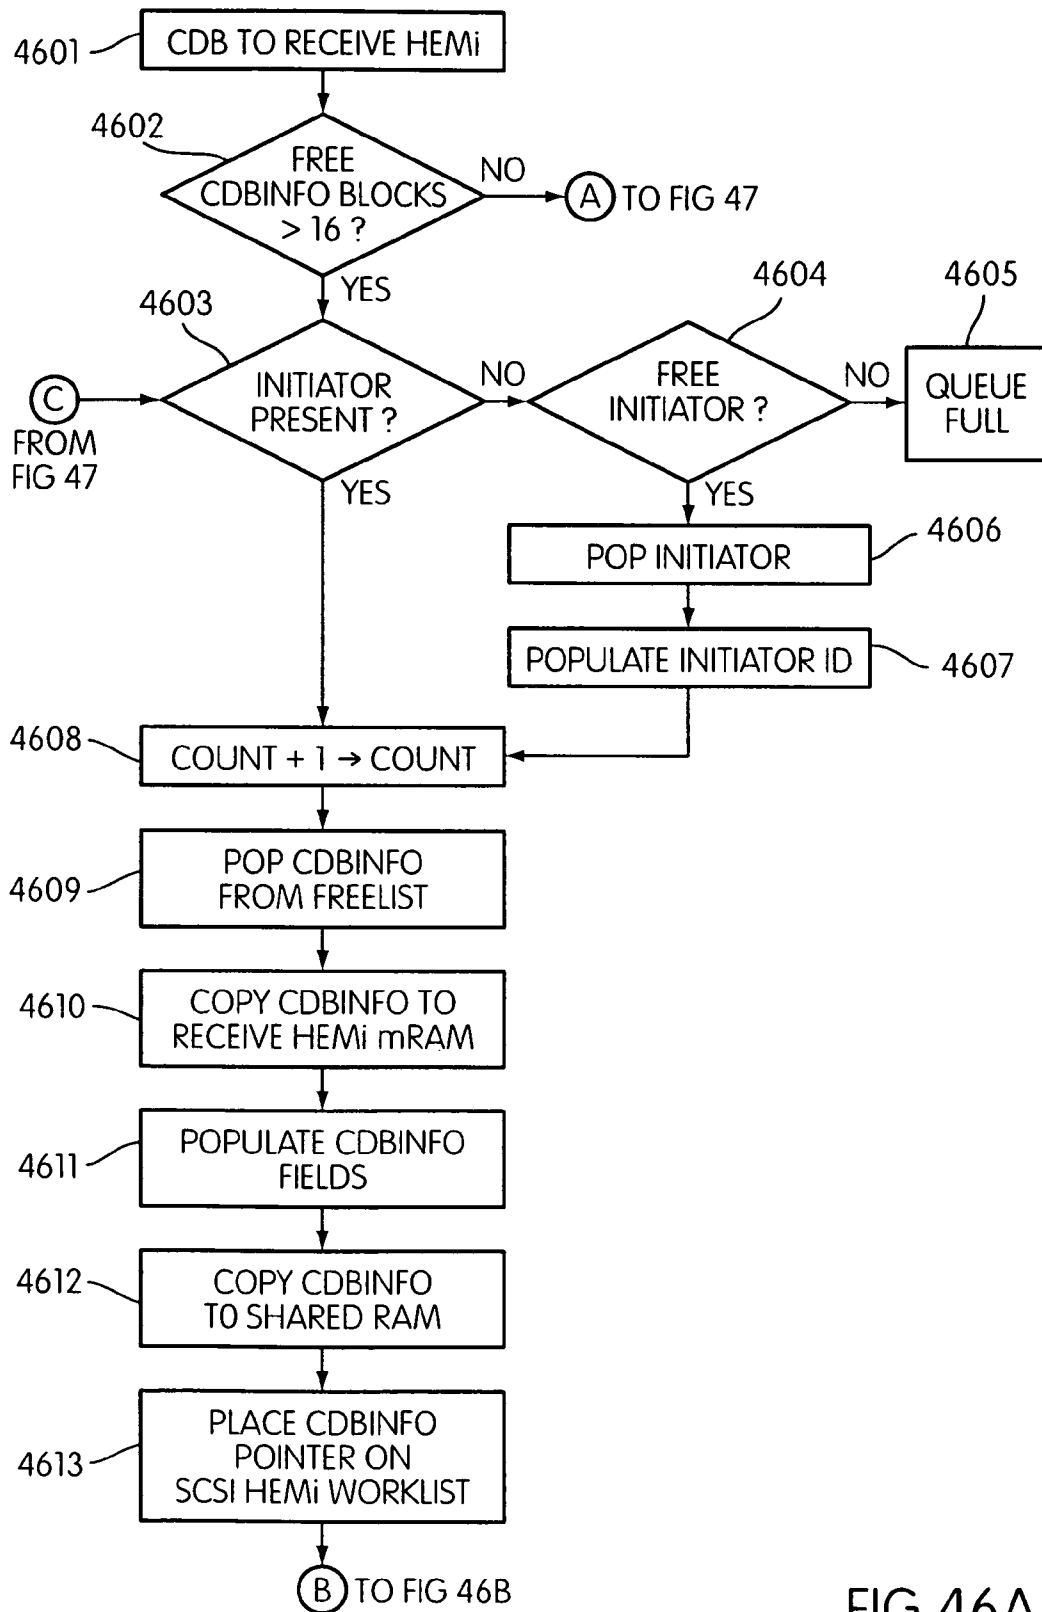 4601
CDB TO RECEIVE HEMi
4602
FREE
CDBINFO BLOCKS
> 16 ?
NO
A TO FIG 47
YES
4603
4604
4605
C
FROM
FIG 47
INITIATOR
PRESENT ?
NO
FREE
INITIATOR ?
NO
QUEUE
FULL
YES
YES
POP INITIATOR
4606
POPULATE INITIATOR ID
4607
4608
COUNT + 1 → COUNT
4609
POP CDBINFO
FROM FREELIST
4610
COPY CDBINFO TO
RECEIVE HEMi mRAM
4611
POPULATE CDBINFO
FIELDS
4612
COPY CDBINFO
TO SHARED RAM
4613
PLACE CDBINFO
POINTER ON
SCSI HEMi WORKLIST
B TO FIG 46B
FIG 46A